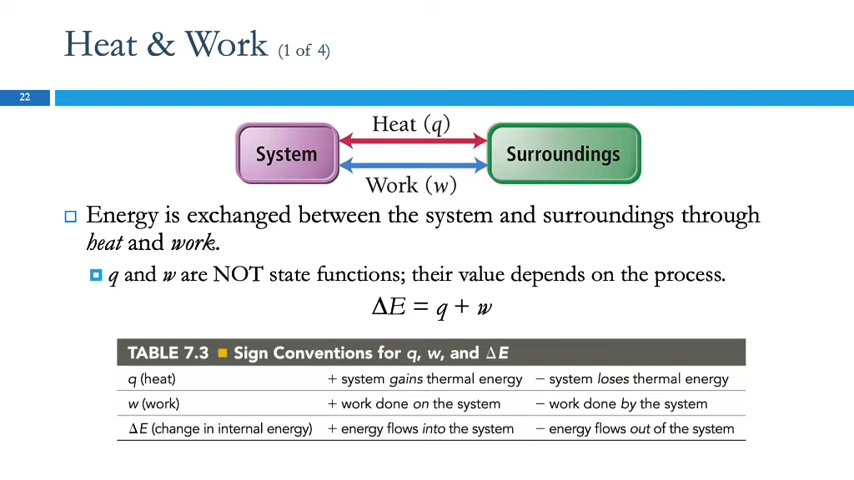 Heat & Work (1 of 4)
22
Heat (q)
System
Surroundings
Work (w)
Energy is exchanged between the system and surroundings through
heat and work.
q and w are NOT state functions; their value depends on the process.
ΔE = q + w
TABLE 7.3 ■ Sign Conventions for q, w, and ΔE
q (heat) + system gains thermal energy − system loses thermal energy
w (work) + work done on the system − work done by the system
ΔE (change in internal energy) + energy flows into the system − energy flows out of the system